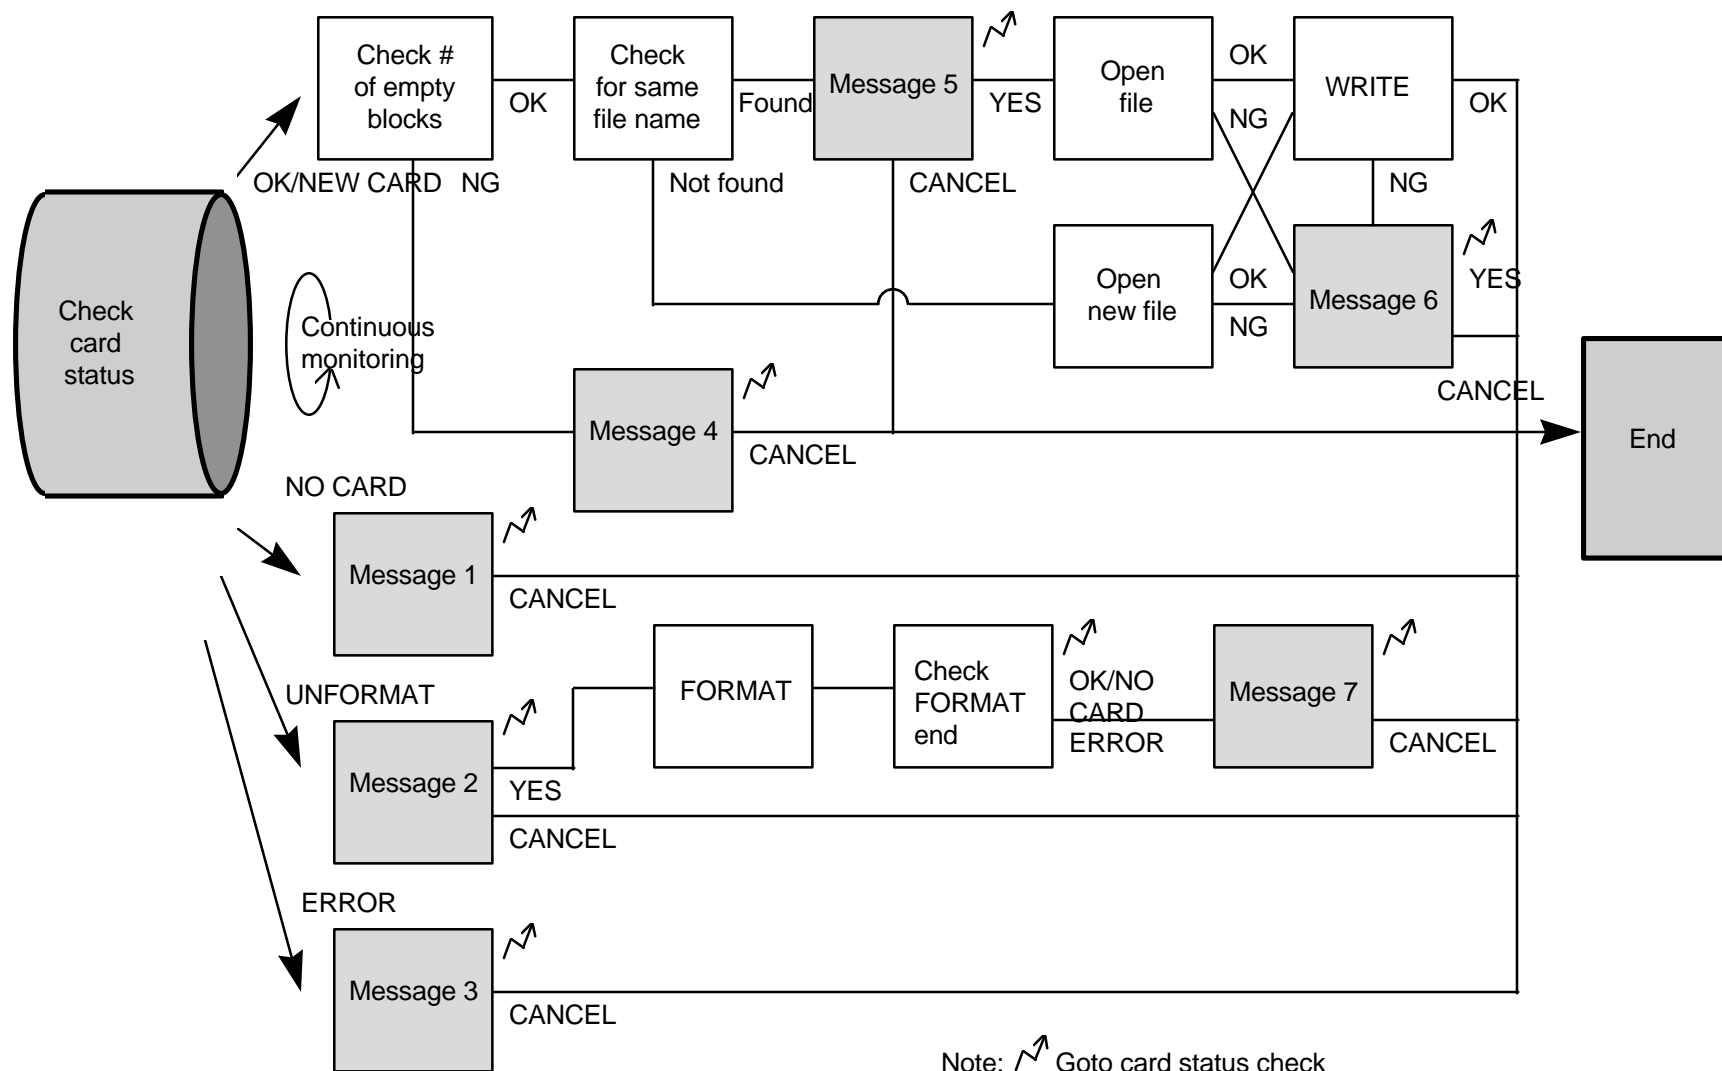 Check #
of empty
blocks
OK
Check
for same
file name
Found
Message 5
YES
Open
file
OK
NG
WRITE
OK
OK/NEW CARD
NG
Not found
CANCEL
NG
Check
card
status
Continuous
monitoring
Open
new file
OK
NG
Message 6
YES
CANCEL
Message 4
CANCEL
End
NO CARD
Message 1
CANCEL
UNFORMAT
Message 2
YES
CANCEL
FORMAT
Check
FORMAT
end
OK/NO
CARD
ERROR
Message 7
CANCEL
ERROR
Message 3
CANCEL
Note: Goto card status check